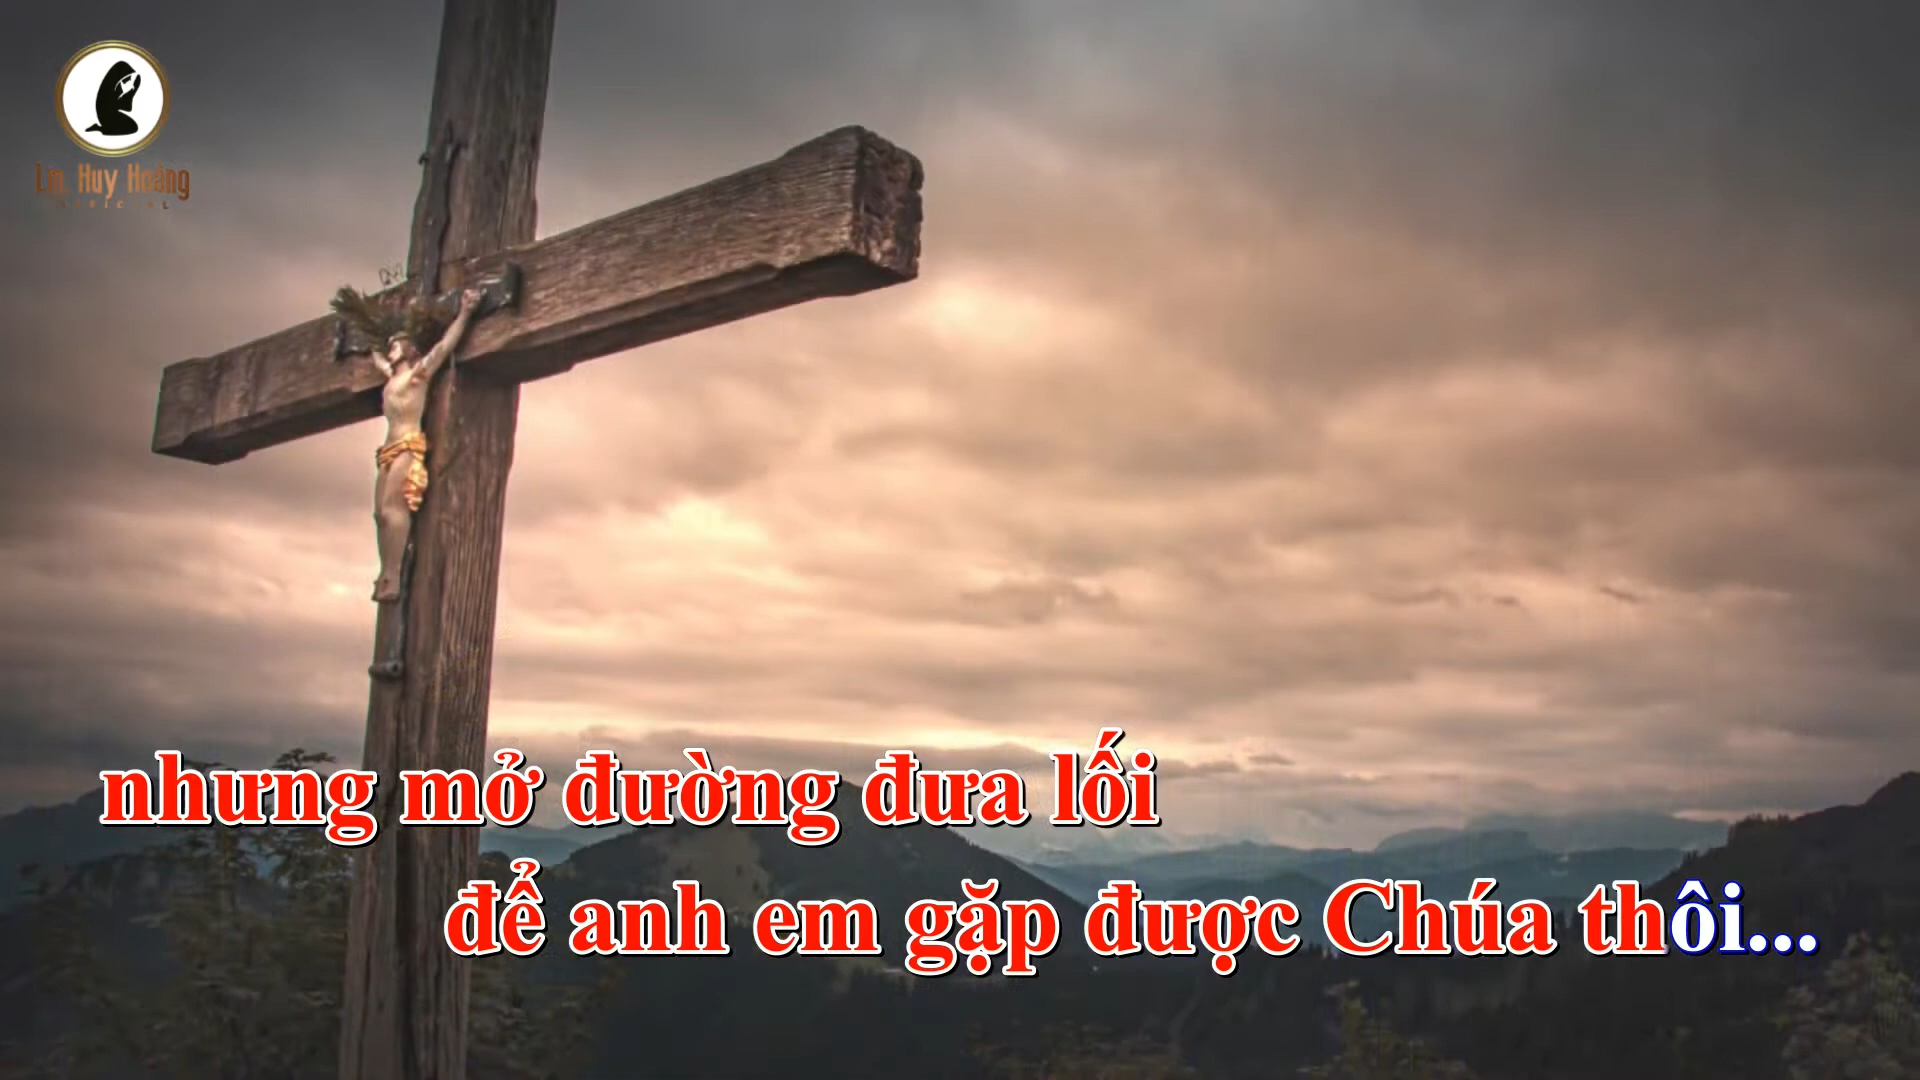 Lm. Huy Hoàng
nhưng mở đường đưa lối
để anh em gặp được Chúa thôi...